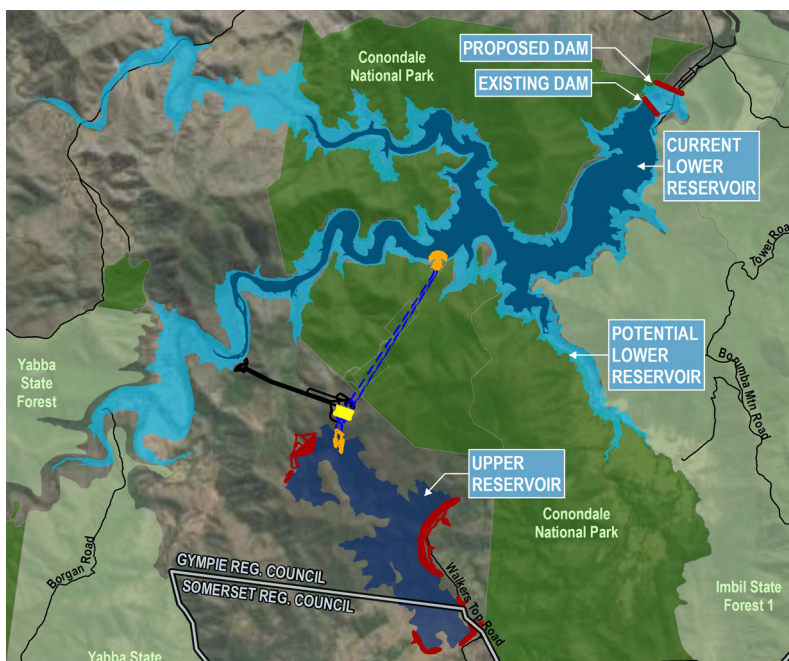 Conondale
National Park
PROPOSED DAM
EXISTING DAM
CURRENT
LOWER
RESERVOIR
Tower Road
POTENTIAL
LOWER
RESERVOIR
Borumba Mtn Road
Yabba
State
Forest
UPPER
RESERVOIR
Conondale
National Park
Borgan Road
GYMPIE REG. COUNCIL
SOMERSET REG. COUNCIL
Walkers Top Road
Imbil State
Forest 1
Yabba State